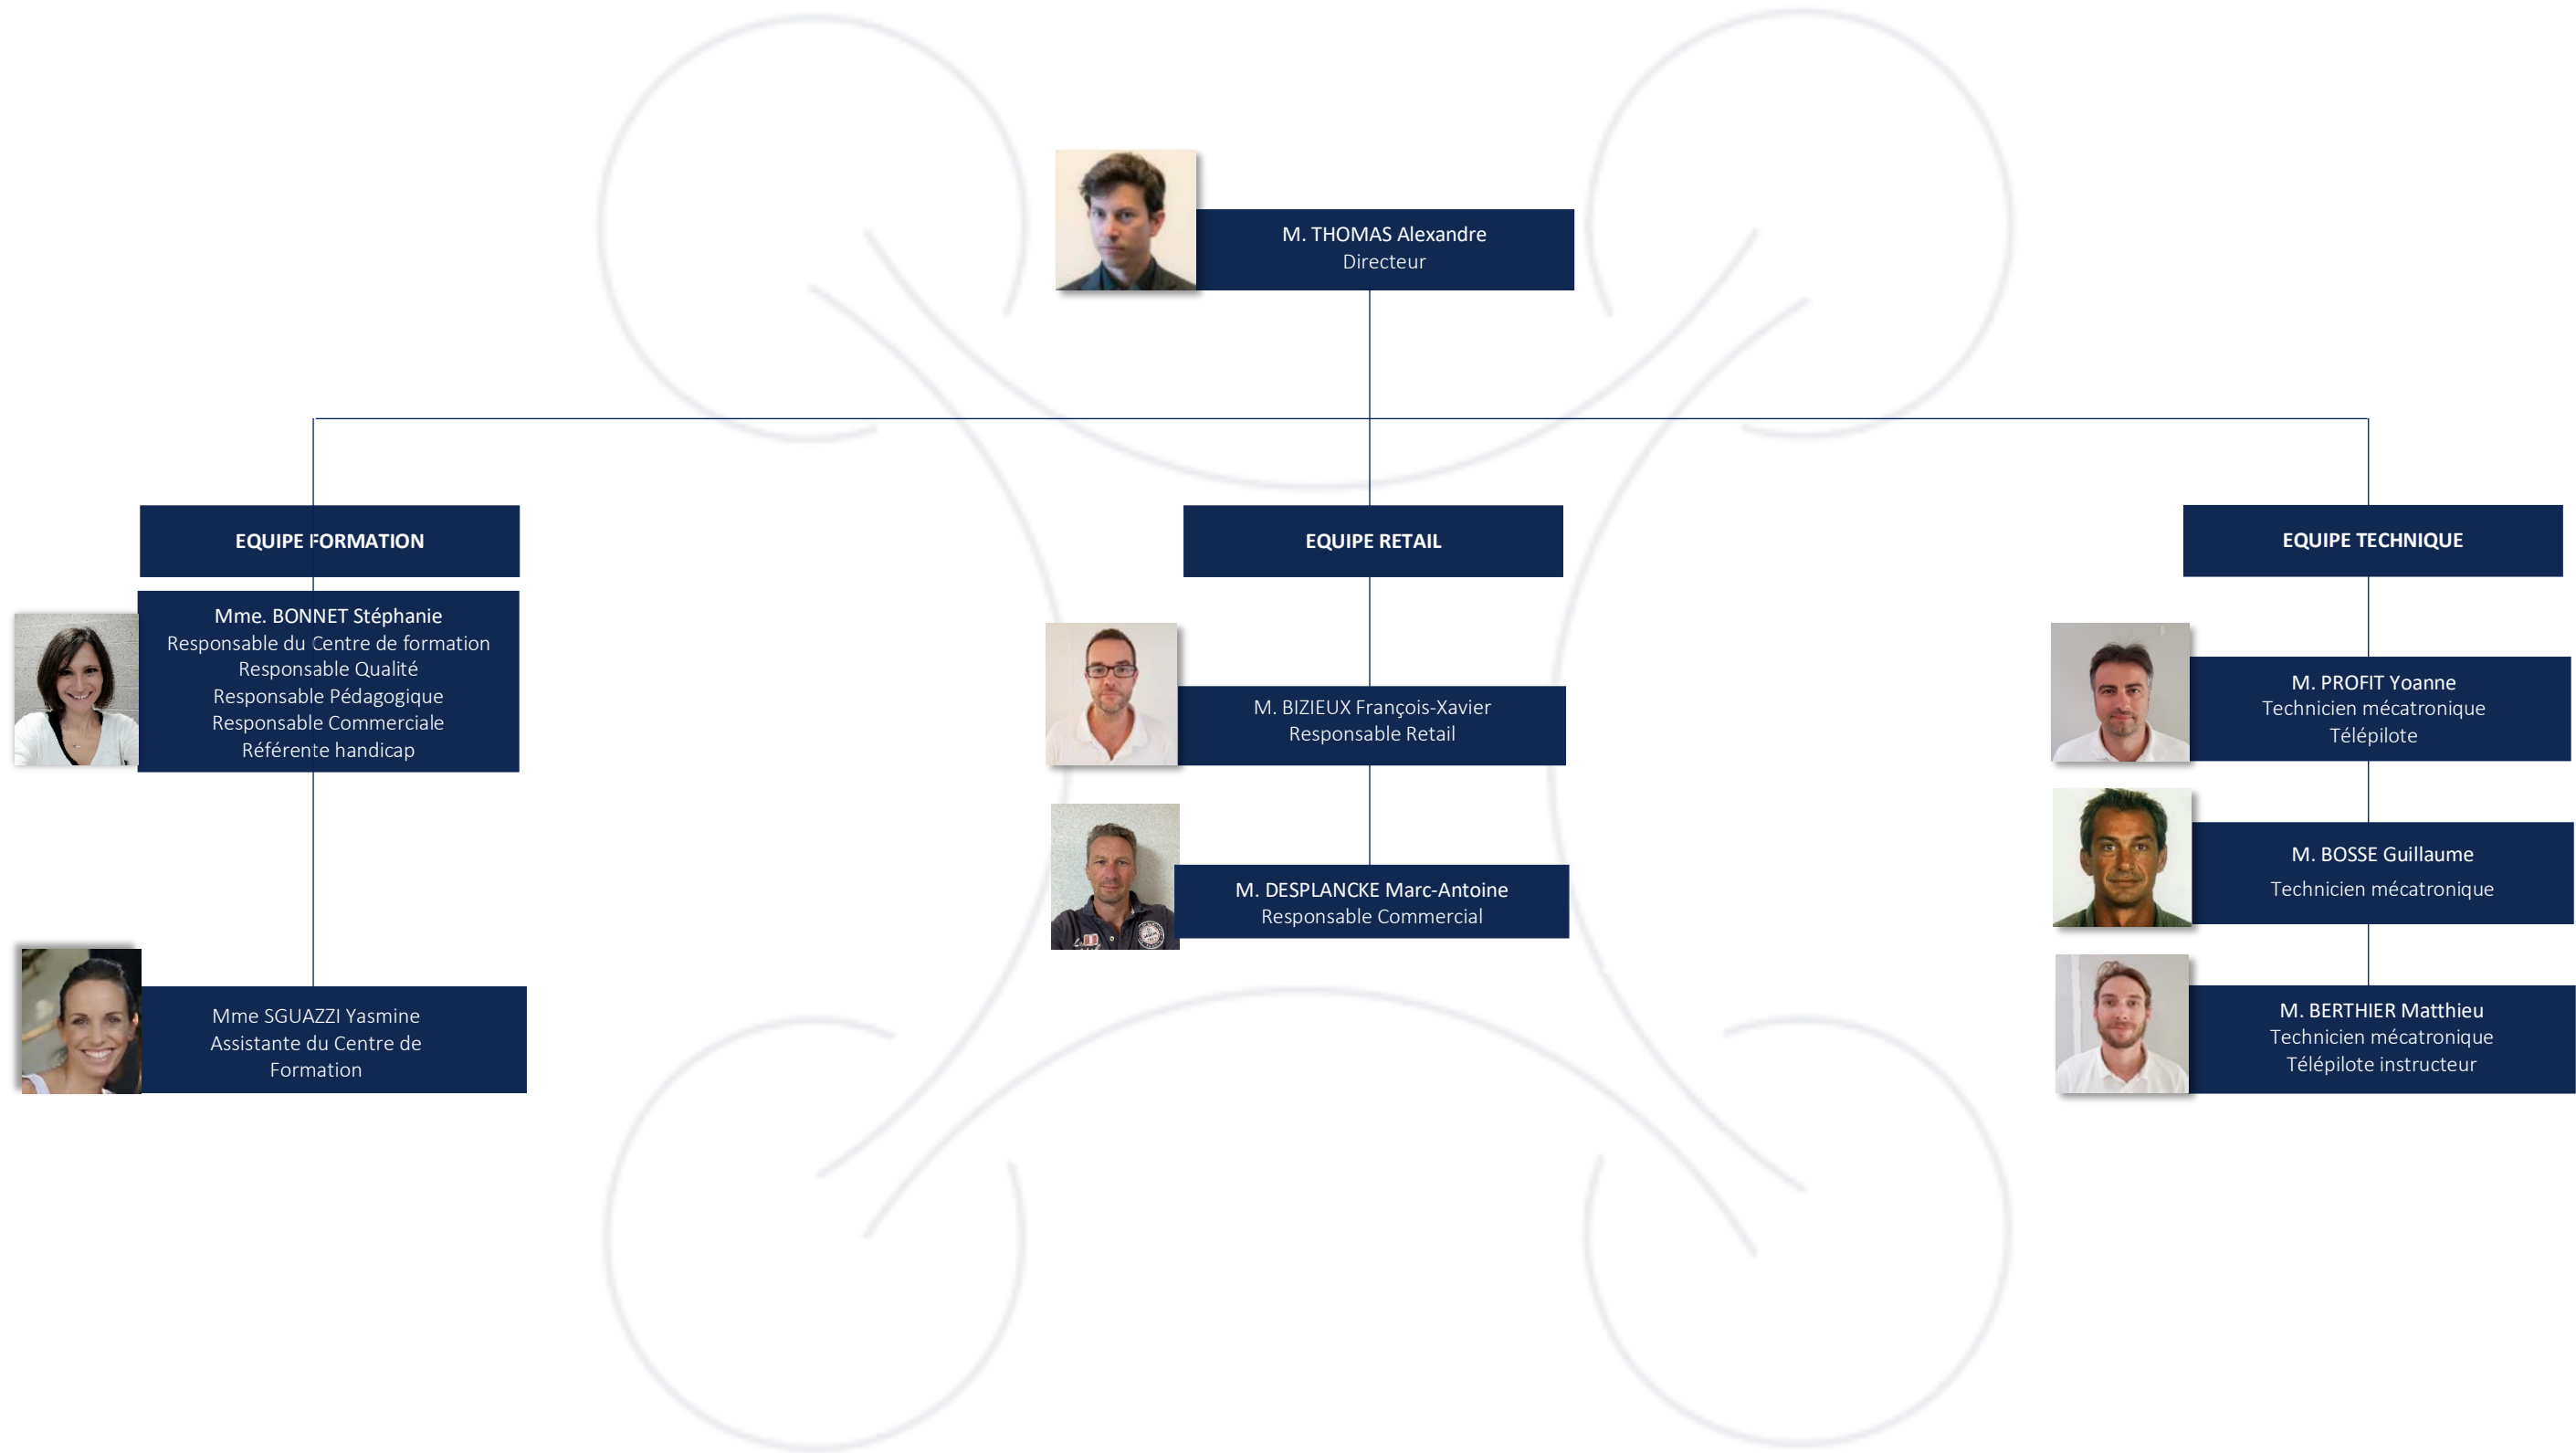 M. THOMAS Alexandre
Directeur
EQUIPE FORMATION
Mme. BONNET Stéphanie
Responsable du Centre de formation
Responsable Qualité
Responsable Pédagogique
Responsable Commerciale
Référente handicap
Mme SGUAZZI Yasmine
Assistante du Centre de
Formation
EQUIPE RETAIL
M. BIZIEUX François-Xavier
Responsable Retail
M. DESPLANCKE Marc-Antoine
Responsable Commercial
EQUIPE TECHNIQUE
M. PROFIT Yoanne
Technicien mécatronique
Télépilote
M. BOSSE Guillaume
Technicien mécatronique
M. BERTHIER Matthieu
Technicien mécatronique
Télépilote instructeur